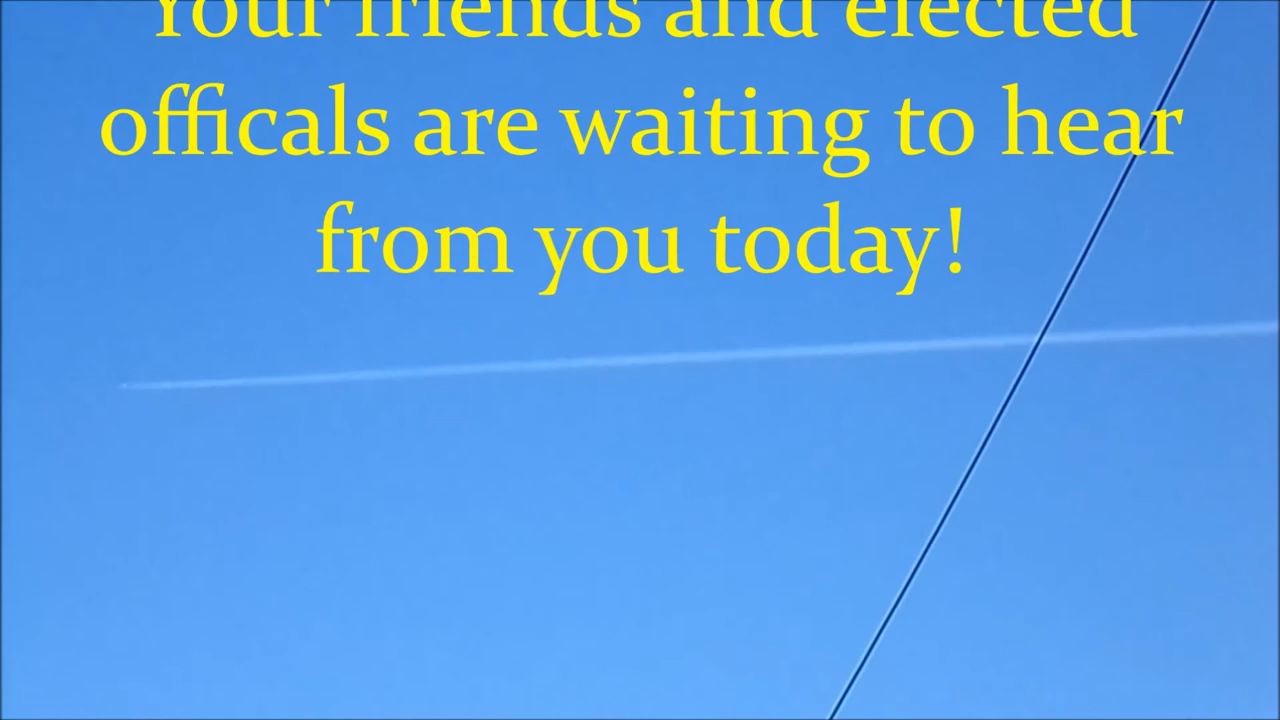 Your friends and elected
officals are waiting to hear
from you today!